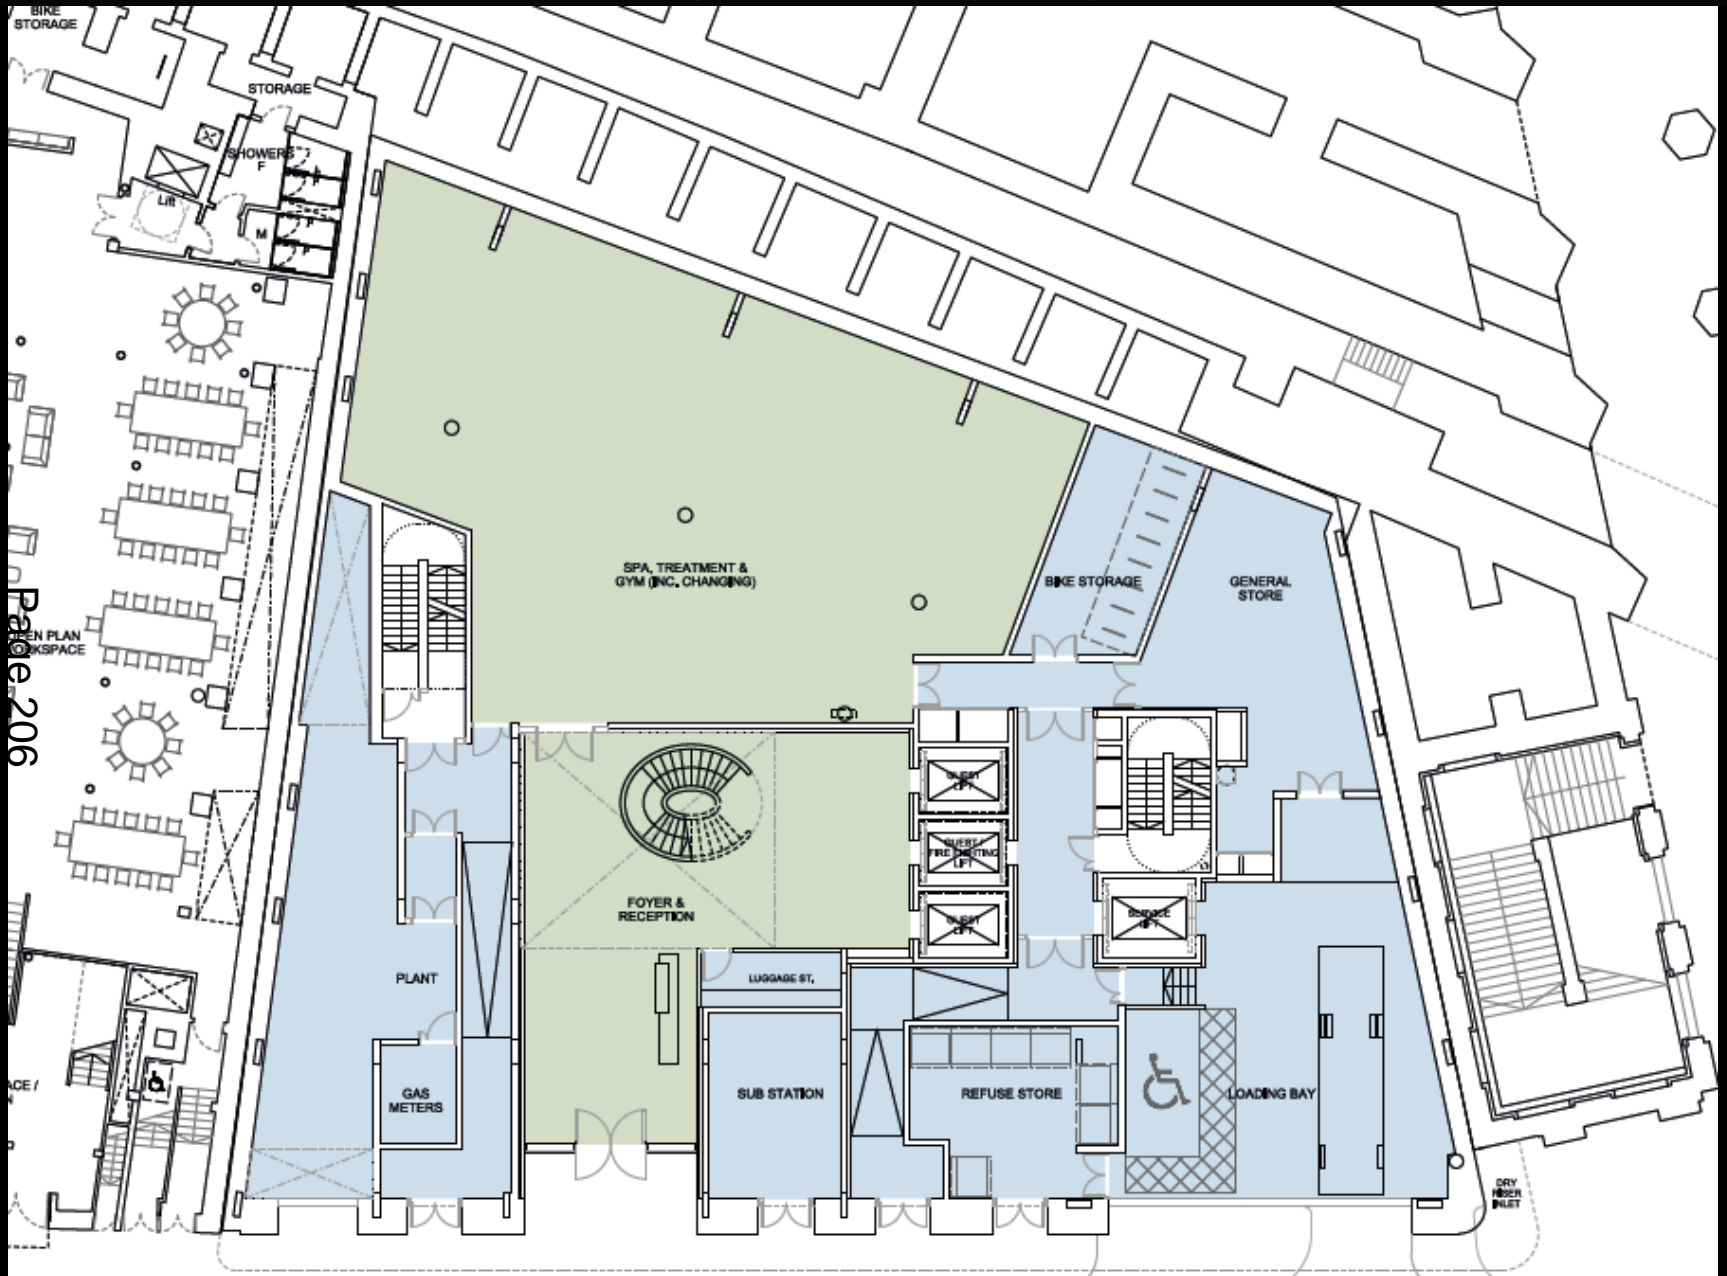 BIKE
STORAGE
STORAGE
SHOWERS
F
Lift
M
SPA, TREATMENT &
GYM (INC. CHANGING)
BIKE STORAGE
GENERAL
STORE
Page 206
OPEN PLAN
WORKSPACE
GUEST
LIFT
GUEST /
FIRE FIGHTING
LIFT
GUEST
LIFT
SERVICE
LIFT
FOYER &
RECEPTION
PLANT
LUGGAGE ST.
GAS
METERS
SUB STATION
REFUSE STORE
LOADING BAY
ACE /
DRY
RISER
INLET